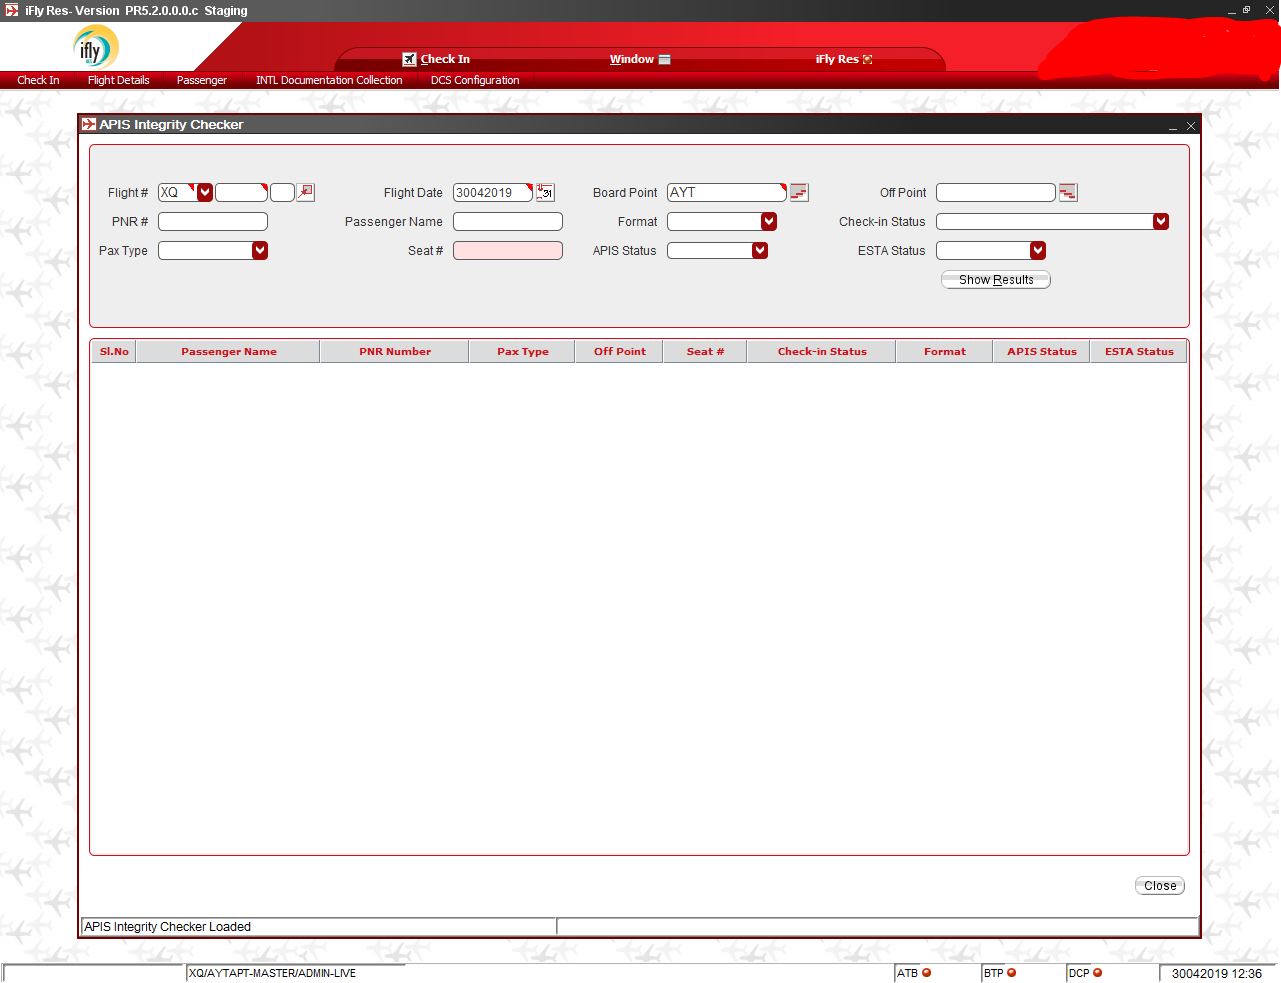 iFly Res- Version PR5.2.0.0.0.c Staging
ifly
RES
Check In Window iFly Res
Check In Flight Details Passenger INTL Documentation Collection DCS Configuration
APIS Integrity Checker
Flight # XQ Flight Date 30042019 Board Point AYT Off Point
PNR # Passenger Name Format Check-in Status
Pax Type Seat # APIS Status ESTA Status
Show Results
Sl.No Passenger Name PNR Number Pax Type Off Point Seat # Check-in Status Format APIS Status ESTA Status
Close
APIS Integrity Checker Loaded
XQ/AYTAPT-MASTER/ADMIN-LIVE ATB BTP DCP 30042019 12:36